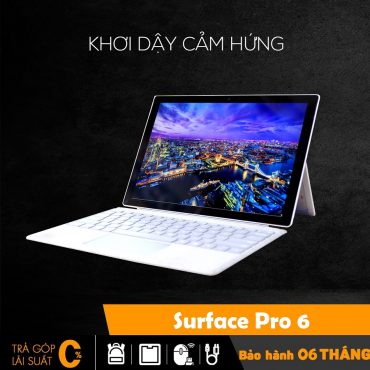 KHƠI DẬY CẢM HỨNG
Surface Pro 6
TRẢ GÓP
LÃI SUẤT
0%
Bảo hành 06 THÁNG